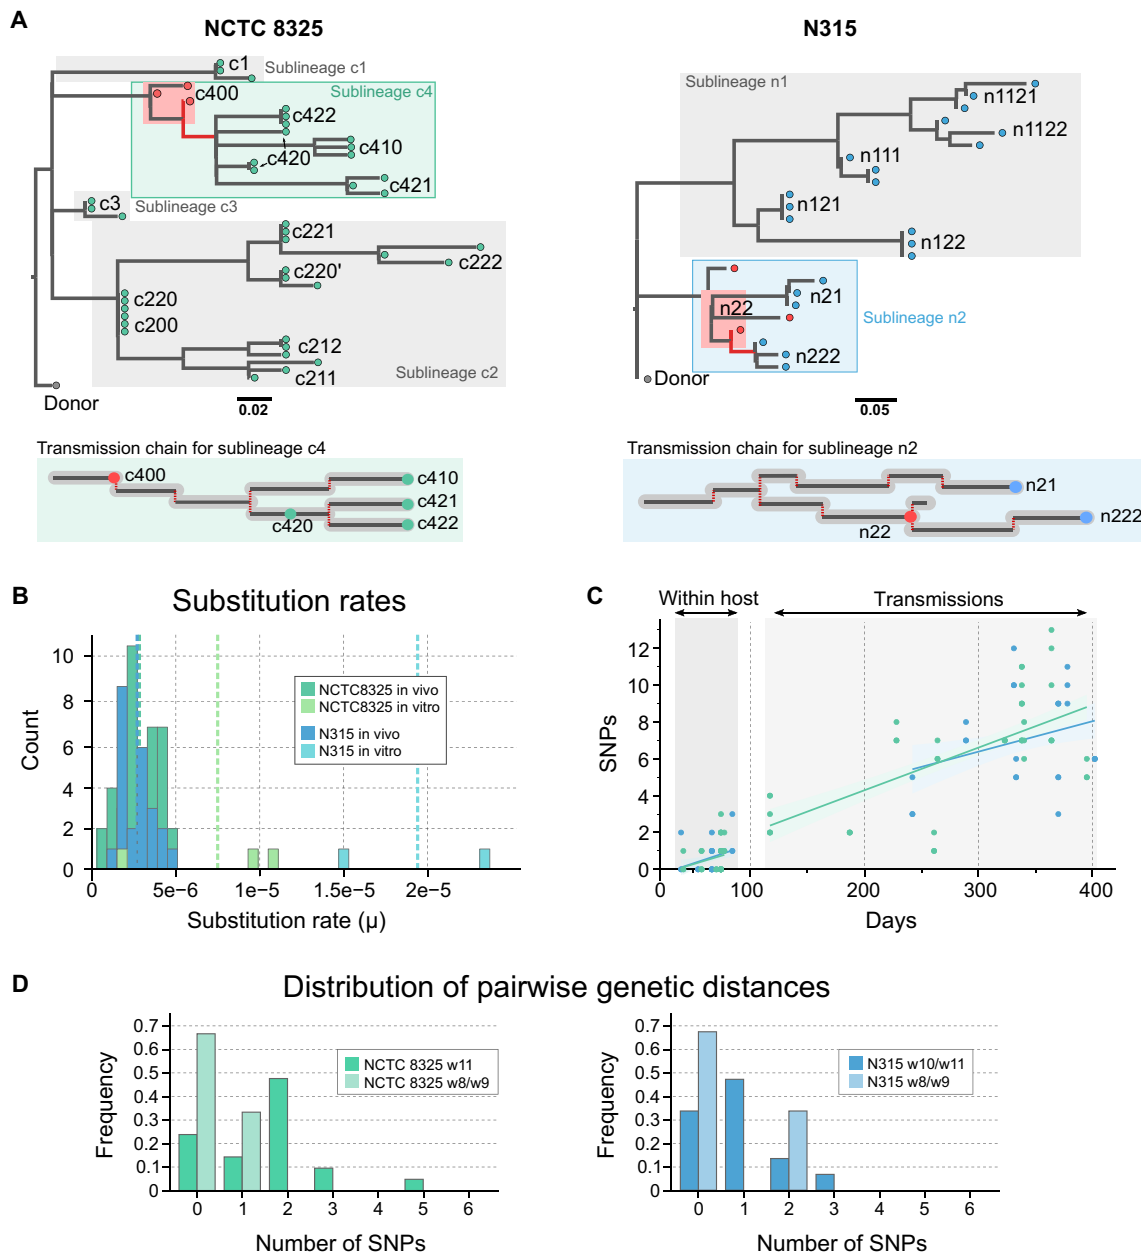 A
NCTC 8325
N315
c1
Sublineage c1
c400
Sublineage c4
c422
c410
c420
c421
c3
Sublineage c3
c221
c222
c220'
c220
c200
c212
c211
Sublineage c2
Donor
0.02
Sublineage n1
n1121
n1122
n111
n121
n122
n21
n22
Sublineage n2
n222
Donor
0.05
Transmission chain for sublineage c4
c400
c410
c421
c420
c422
Transmission chain for sublineage n2
n21
n222
n22
B
Substitution rates
10
8
6
4
2
0
Count
NCTC8325 in vivo
NCTC8325 in vitro
N315 in vivo
N315 in vitro
0 5e−6 1e−5 1.5e−5 2e−5
Substitution rate (μ)
C
Within host
Transmissions
12
10
8
6
4
2
0
SNPs
0 100 200 300 400
Days
D
Distribution of pairwise genetic distances
0.7
0.6
0.5
0.4
0.3
0.2
0.1
0
Frequency
NCTC 8325 w11
NCTC 8325 w8/w9
0 1 2 3 4 5 6
Number of SNPs
0.7
0.6
0.5
0.4
0.3
0.2
0.1
0
Frequency
N315 w10/w11
N315 w8/w9
0 1 2 3 4 5 6
Number of SNPs